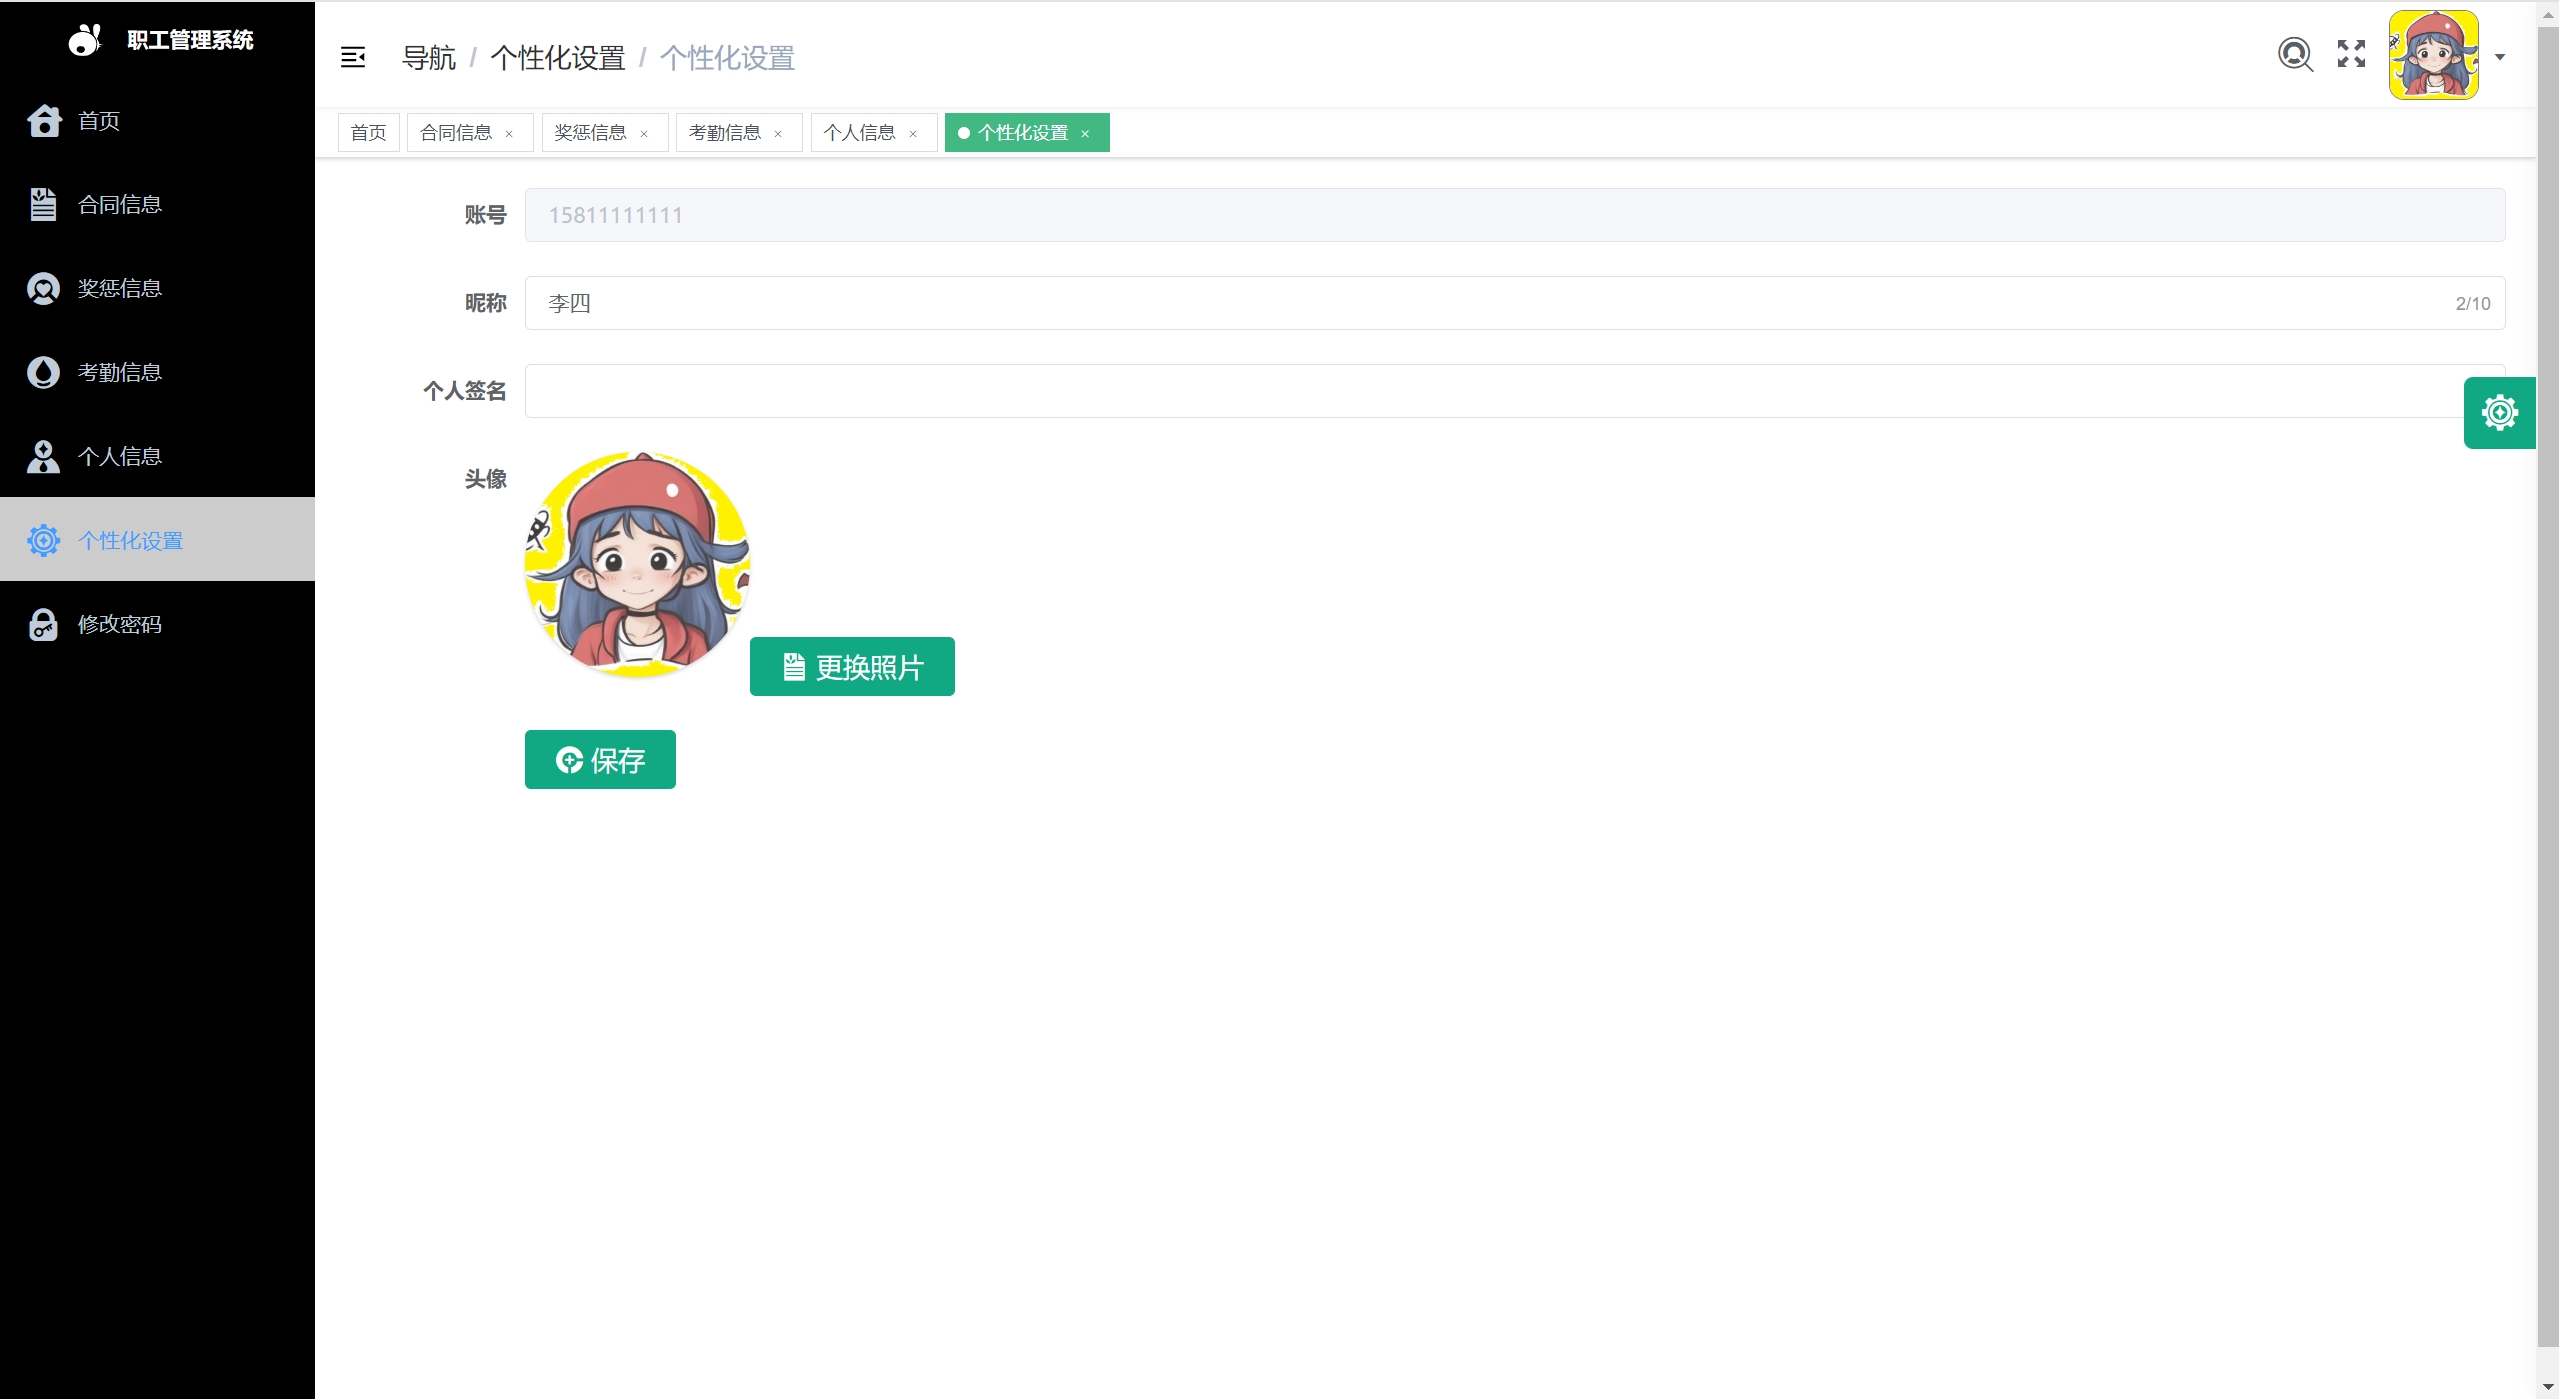 职工管理系统
首页
合同信息
奖惩信息
考勤信息
个人信息
个性化设置
修改密码
导航 / 个性化设置 / 个性化设置
首页 合同信息 × 奖惩信息 × 考勤信息 × 个人信息 × 个性化设置 ×
账号 15811111111
昵称 李四 2/10
个人签名
头像
更换照片
保存